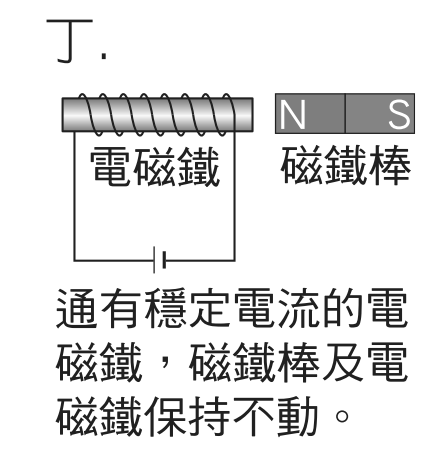 丁.
N S
電磁鐵 磁鐵棒
通有穩定電流的電
磁鐵，磁鐵棒及電
磁鐵保持不動。